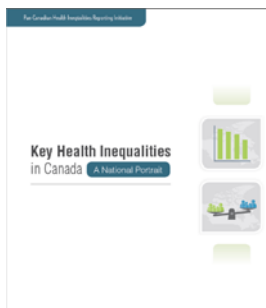 Pan-Canadian Health Inequalities Reporting Initiative
Key Health Inequalities
in Canada A National Portrait